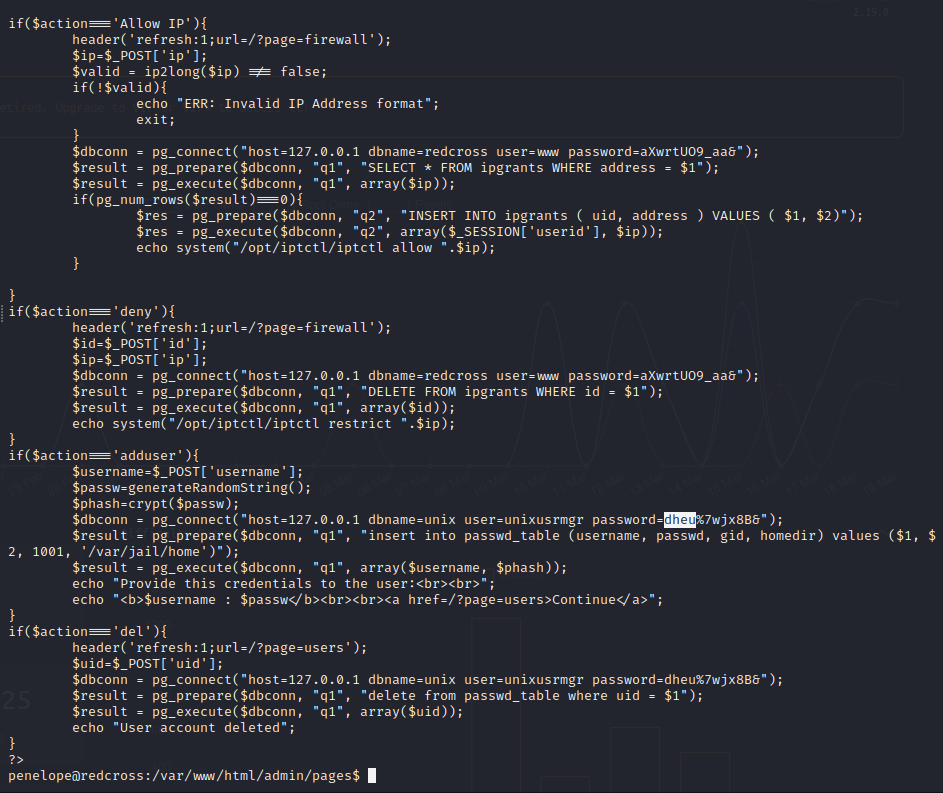 2.19.0
if($action==='Allow IP'){
header('refresh:1;url=/?page=firewall');
$ip=$_POST['ip'];
$valid = ip2long($ip) !== false;
if(!$valid){
echo "ERR: Invalid IP Address format";
exit;
}
$dbconn = pg_connect("host=127.0.0.1 dbname=redcross user=www password=aXwrtUO9_aa&");
$result = pg_prepare($dbconn, "q1", "SELECT * FROM ipgrants WHERE address = $1");
$result = pg_execute($dbconn, "q1", array($ip));
if(pg_num_rows($result)===0){
$res = pg_prepare($dbconn, "q2", "INSERT INTO ipgrants ( uid, address ) VALUES ( $1, $2)");
$res = pg_execute($dbconn, "q2", array($_SESSION['userid'], $ip));
echo system("/opt/iptctl/iptctl allow ".$ip);
}
}
if($action==='deny'){
header('refresh:1;url=/?page=firewall');
$id=$_POST['id'];
$ip=$_POST['ip'];
$dbconn = pg_connect("host=127.0.0.1 dbname=redcross user=www password=aXwrtUO9_aa&");
$result = pg_prepare($dbconn, "q1", "DELETE FROM ipgrants WHERE id = $1");
$result = pg_execute($dbconn, "q1", array($id));
echo system("/opt/iptctl/iptctl restrict ".$ip);
}
if($action==='adduser'){
$username=$_POST['username'];
$passw=generateRandomString();
$phash=crypt($passw);
$dbconn = pg_connect("host=127.0.0.1 dbname=unix user=unixusrmgr password=dheu%7wjx8B&");
$result = pg_prepare($dbconn, "q1", "insert into passwd_table (username, passwd, gid, homedir) values ($1, $
2, 1001, '/var/jail/home')");
$result = pg_execute($dbconn, "q1", array($username, $phash));
echo "Provide this credentials to the user:<br><br>";
echo "<b>$username : $passw</b><br><br><a href=/?page=users>Continue</a>";
}
if($action==='del'){
header('refresh:1;url=/?page=users');
$uid=$_POST['uid'];
$dbconn = pg_connect("host=127.0.0.1 dbname=unix user=unixusrmgr password=dheu%7wjx8B&");
$result = pg_prepare($dbconn, "q1", "delete from passwd_table where uid = $1");
$result = pg_execute($dbconn, "q1", array($uid));
echo "User account deleted";
}
?>
penelope@redcross:/var/www/html/admin/pages$
25